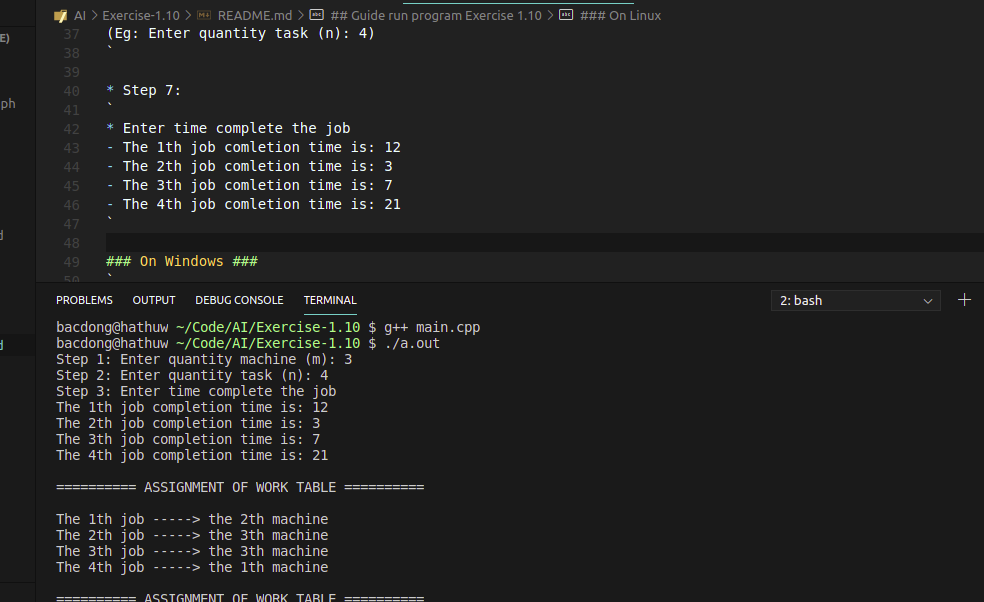 AI > Exercise-1.10 > README.md > ## Guide run program Exercise 1.10 > ### On Linux
E)
37 (Eg: Enter quantity task (n): 4)
38 `
39
ph
40 * Step 7:
41 `
42 * Enter time complete the job
43 - The 1th job comletion time is: 12
44 - The 2th job comletion time is: 3
45 - The 3th job comletion time is: 7
46 - The 4th job comletion time is: 21
47 `
d
48
49 ### On Windows ###
50 `
PROBLEMS OUTPUT DEBUG CONSOLE TERMINAL 2: bash
bacdong@hathuw ~/Code/AI/Exercise-1.10 $ g++ main.cpp
bacdong@hathuw ~/Code/AI/Exercise-1.10 $ ./a.out
d
Step 1: Enter quantity machine (m): 3
Step 2: Enter quantity task (n): 4
Step 3: Enter time complete the job
The 1th job completion time is: 12
The 2th job completion time is: 3
The 3th job completion time is: 7
The 4th job completion time is: 21
========== ASSIGNMENT OF WORK TABLE ==========
The 1th job -----> the 2th machine
The 2th job -----> the 3th machine
The 3th job -----> the 3th machine
The 4th job -----> the 1th machine
========== ASSIGNMENT OF WORK TABLE ==========